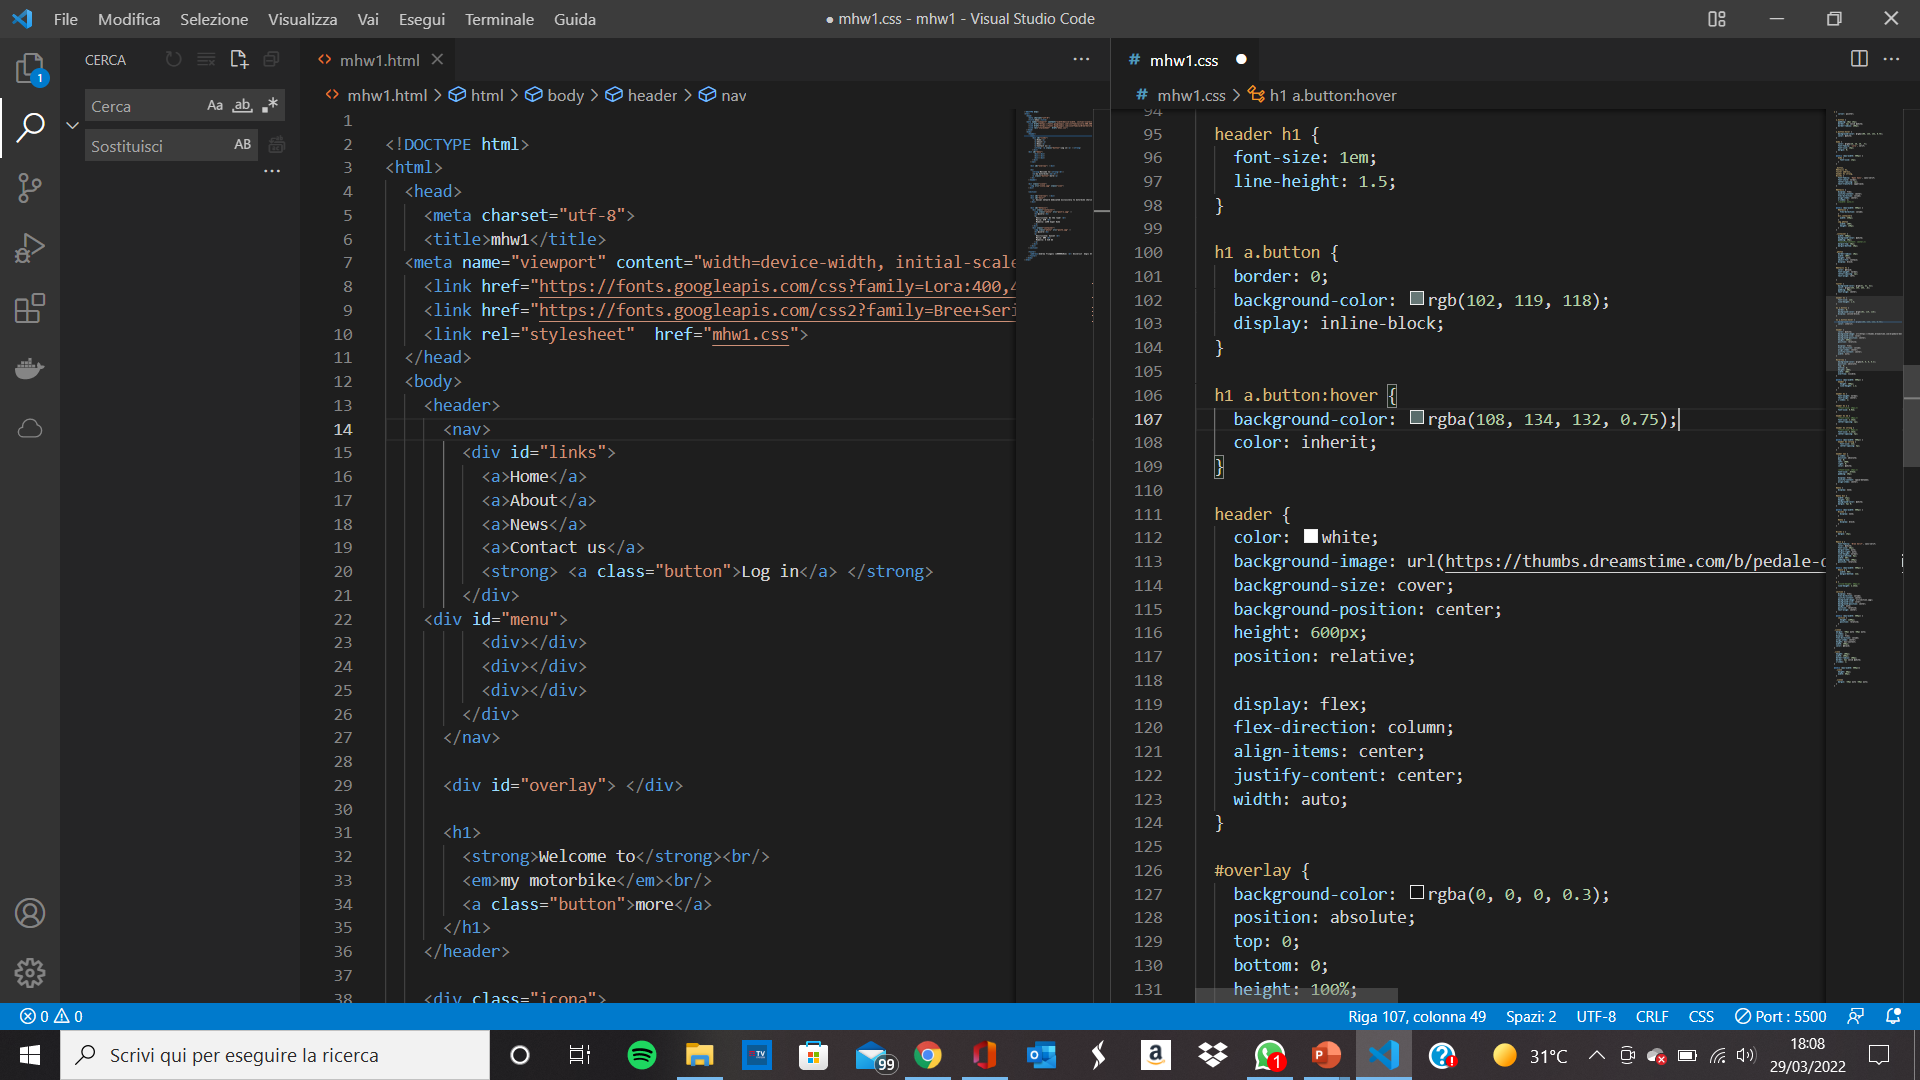 File Modifica Selezione Visualizza Vai Esegui Terminale Guida
● mhw1.css - mhw1 - Visual Studio Code
CERCA
Cerca
Aa ab
Sostituisci
AB
...
1
mhw1.html
mhw1.html > html > body > header > nav
1
2 <!DOCTYPE html>
3 <html>
4 <head>
5 <meta charset="utf-8">
6 <title>mhw1</title>
7 <meta name="viewport" content="width=device-width, initial-scale
8 <link href="https://fonts.googleapis.com/css?family=Lora:400,4
9 <link href="https://fonts.googleapis.com/css2?family=Bree+Seri
10 <link rel="stylesheet"  href="mhw1.css">
11 </head>
12 <body>
13 <header>
14 <nav>
15 <div id="links">
16 <a>Home</a>
17 <a>About</a>
18 <a>News</a>
19 <a>Contact us</a>
20 <strong> <a class="button">Log in</a> </strong>
21 </div>
22 <div id="menu">
23 <div></div>
24 <div></div>
25 <div></div>
26 </div>
27 </nav>
28
29 <div id="overlay"> </div>
30
31 <h1>
32 <strong>Welcome to</strong><br/>
33 <em>my motorbike</em><br/>
34 <a class="button">more</a>
35 </h1>
36 </header>
37
38 <div class="icona">
# mhw1.css
# mhw1.css > h1 a.button:hover
94
95 header h1 {
96 font-size: 1em;
97 line-height: 1.5;
98 }
99
100 h1 a.button {
101 border: 0;
102 background-color: rgb(102, 119, 118);
103 display: inline-block;
104 }
105
106 h1 a.button:hover {
107 background-color: rgba(108, 134, 132, 0.75);
108 color: inherit;
109 }
110
111 header {
112 color: white;
113 background-image: url(https://thumbs.dreamstime.com/b/pedale-
114 background-size: cover;
115 background-position: center;
116 height: 600px;
117 position: relative;
118
119 display: flex;
120 flex-direction: column;
121 align-items: center;
122 justify-content: center;
123 width: auto;
124 }
125
126 #overlay {
127 background-color: rgba(0, 0, 0, 0.3);
128 position: absolute;
129 top: 0;
130 bottom: 0;
131 height: 100%;
0 0
Riga 107, colonna 49 Spazi: 2 UTF-8 CRLF CSS Port : 5500
Scrivi qui per eseguire la ricerca
TV
99
a
1
31°C
18:08
29/03/2022